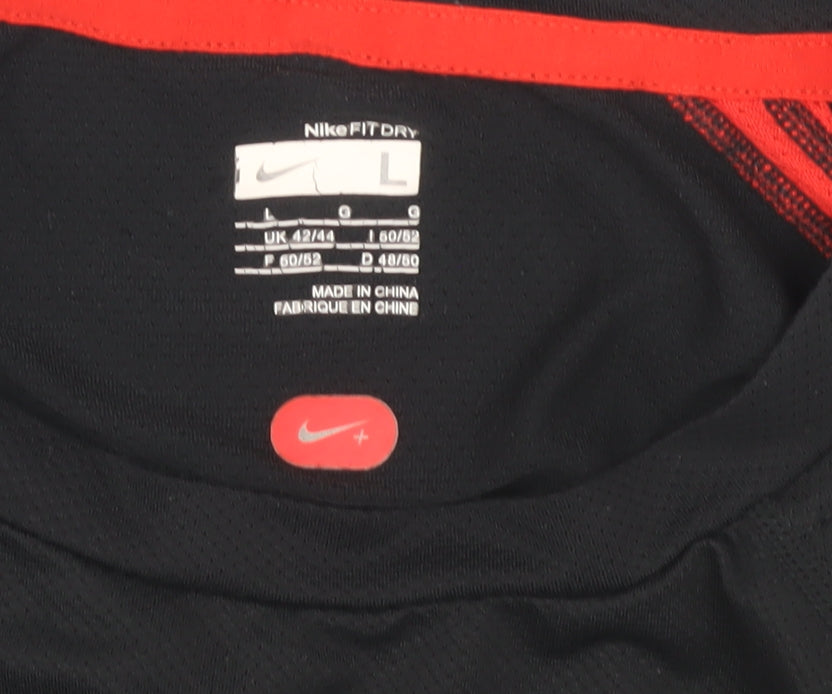 Nike FIT DRY
L
L G G
UK 42/44 I 50/52
F 50/52 D 48/50
MADE IN CHINA
FABRIQUE EN CHINE
+